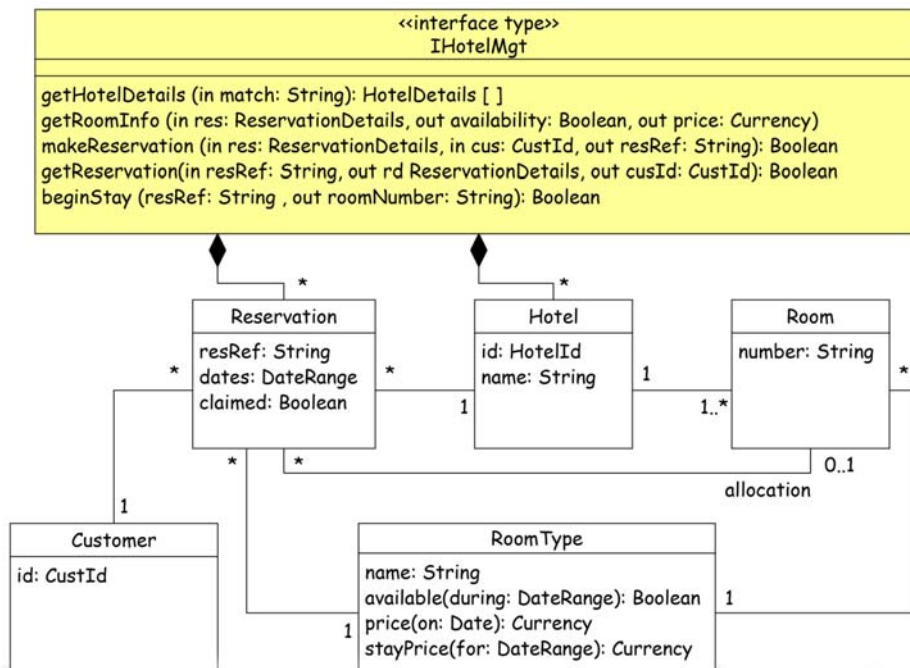 <<interface type>>
IHotelMgt
getHotelDetails (in match: String): HotelDetails [ ]
getRoomInfo (in res: ReservationDetails, out availability: Boolean, out price: Currency)
makeReservation (in res: ReservationDetails, in cus: CustId, out resRef: String): Boolean
getReservation(in resRef: String, out rd ReservationDetails, out cusId: CustId): Boolean
beginStay (resRef: String , out roomNumber: String): Boolean
*
*
Reservation
resRef: String
dates: DateRange
claimed: Boolean
Hotel
id: HotelId
name: String
Room
number: String
*
*
1
1
1..*
*
*
*
0..1
allocation
1
Customer
id: CustId
RoomType
name: String
available(during: DateRange): Boolean
price(on: Date): Currency
stayPrice(for: DateRange): Currency
1
1